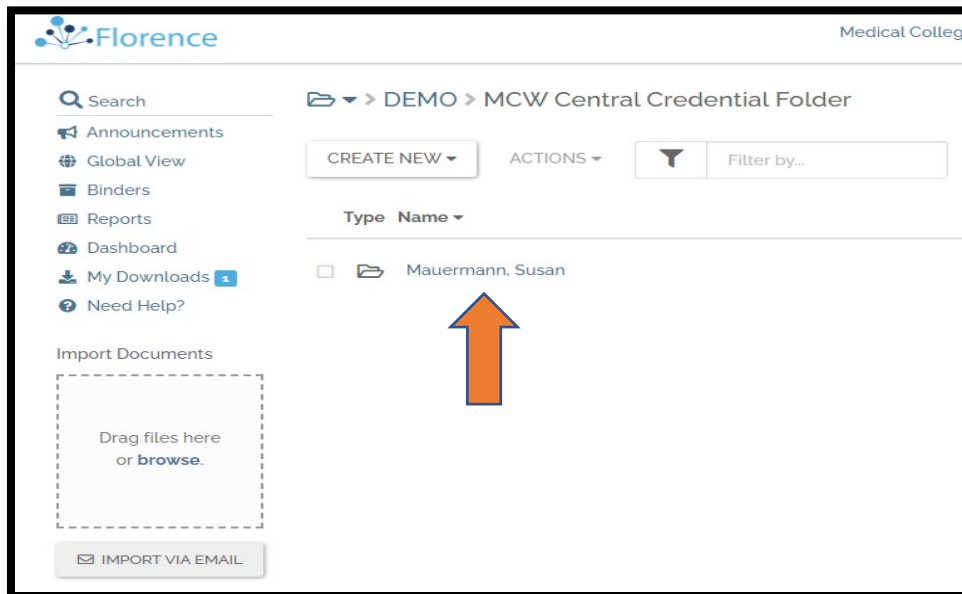 Florence
Medical Colleg
Search
Announcements
Global View
Binders
Reports
Dashboard
My Downloads 1
Need Help?
Import Documents
Drag files here
or browse.
IMPORT VIA EMAIL
> DEMO > MCW Central Credential Folder
CREATE NEW ACTIONS Filter by...
Type Name
Mauermann, Susan